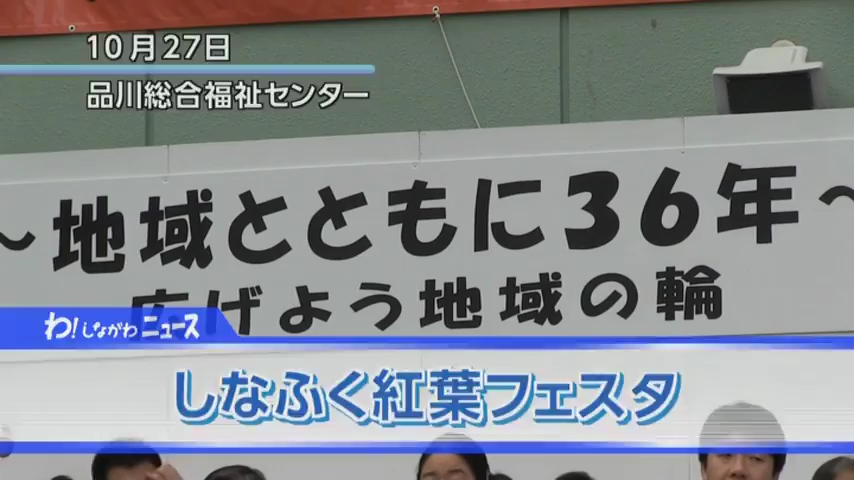 10月27日
品川総合福祉センター
～地域とともに36年～
広げよう地域の輪
わ!しながわニュース
しなふく紅葉フェスタ